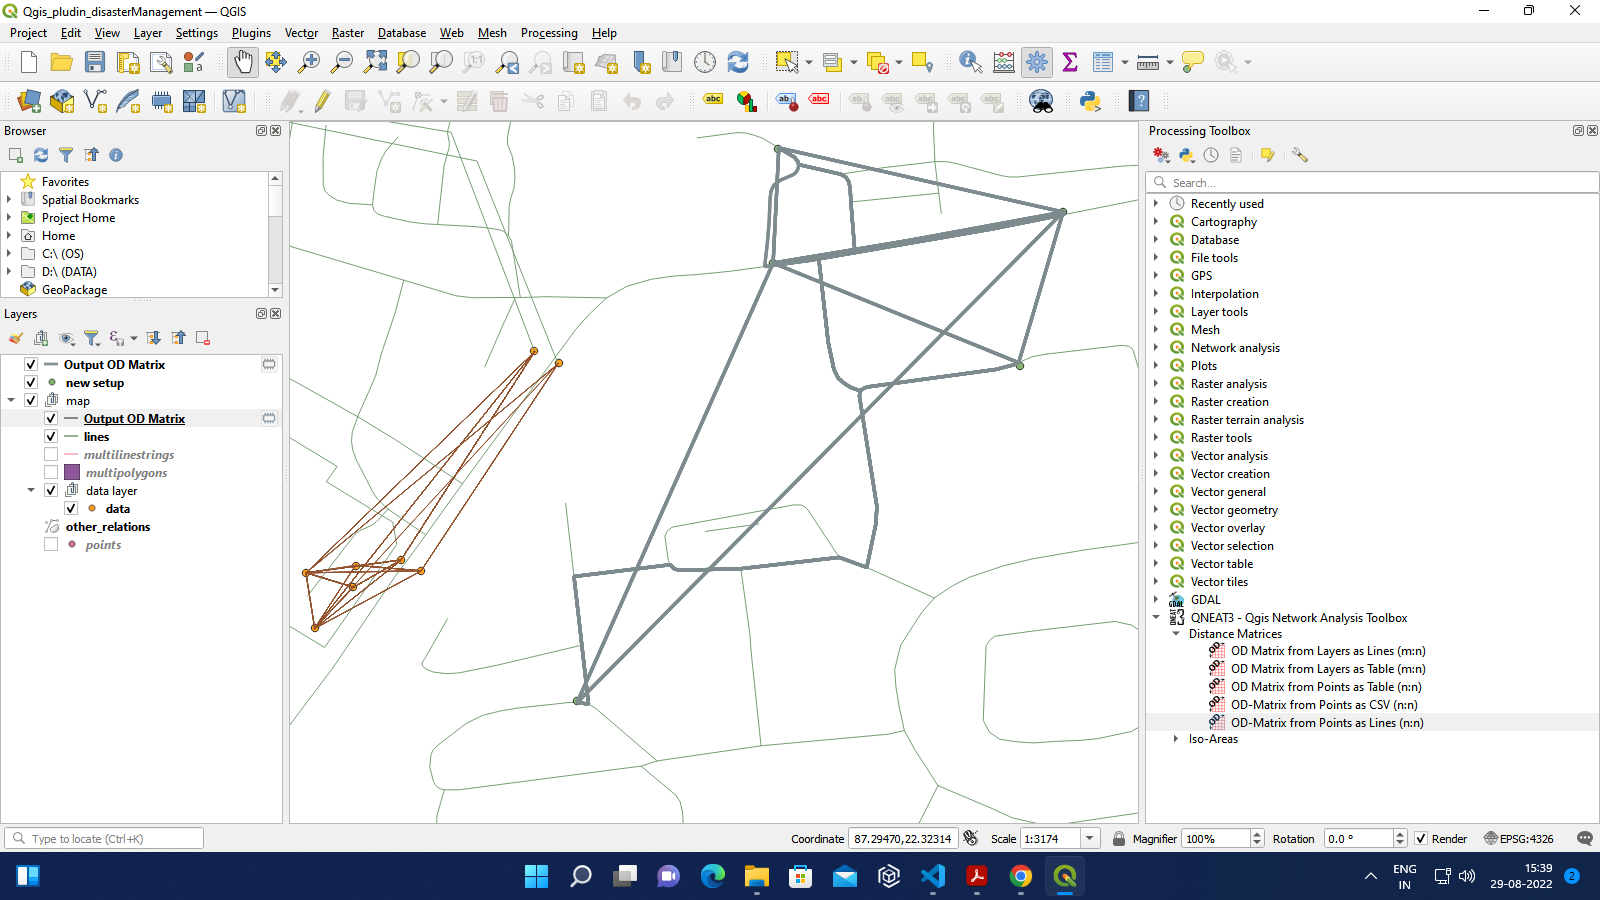 Qgis_pludin_disasterManagement — QGIS
Project Edit View Layer Settings Plugins Vector Raster Database Web Mesh Processing Help
1:1
abc abc abc abc
Browser
Favorites
Spatial Bookmarks
Project Home
Home
C:\ (OS)
D:\ (DATA)
GeoPackage
Layers
Output OD Matrix
new setup
map
Output OD Matrix
lines
multilinestrings
multipolygons
data layer
data
other_relations
points
Processing Toolbox
Search...
Recently used
Cartography
Database
File tools
GPS
Interpolation
Layer tools
Mesh
Network analysis
Plots
Raster analysis
Raster creation
Raster terrain analysis
Raster tools
Vector analysis
Vector creation
Vector general
Vector geometry
Vector overlay
Vector selection
Vector table
Vector tiles
GDAL
QNEAT3 - Qgis Network Analysis Toolbox
Distance Matrices
OD Matrix from Layers as Lines (m:n)
OD Matrix from Layers as Table (m:n)
OD Matrix from Points as Table (n:n)
OD-Matrix from Points as CSV (n:n)
OD-Matrix from Points as Lines (n:n)
Iso-Areas
Type to locate (Ctrl+K)
Coordinate 87.29470,22.32314 Scale 1:3174 Magnifier 100% Rotation 0.0 ° Render EPSG:4326
ENG
IN
15:39
29-08-2022
2